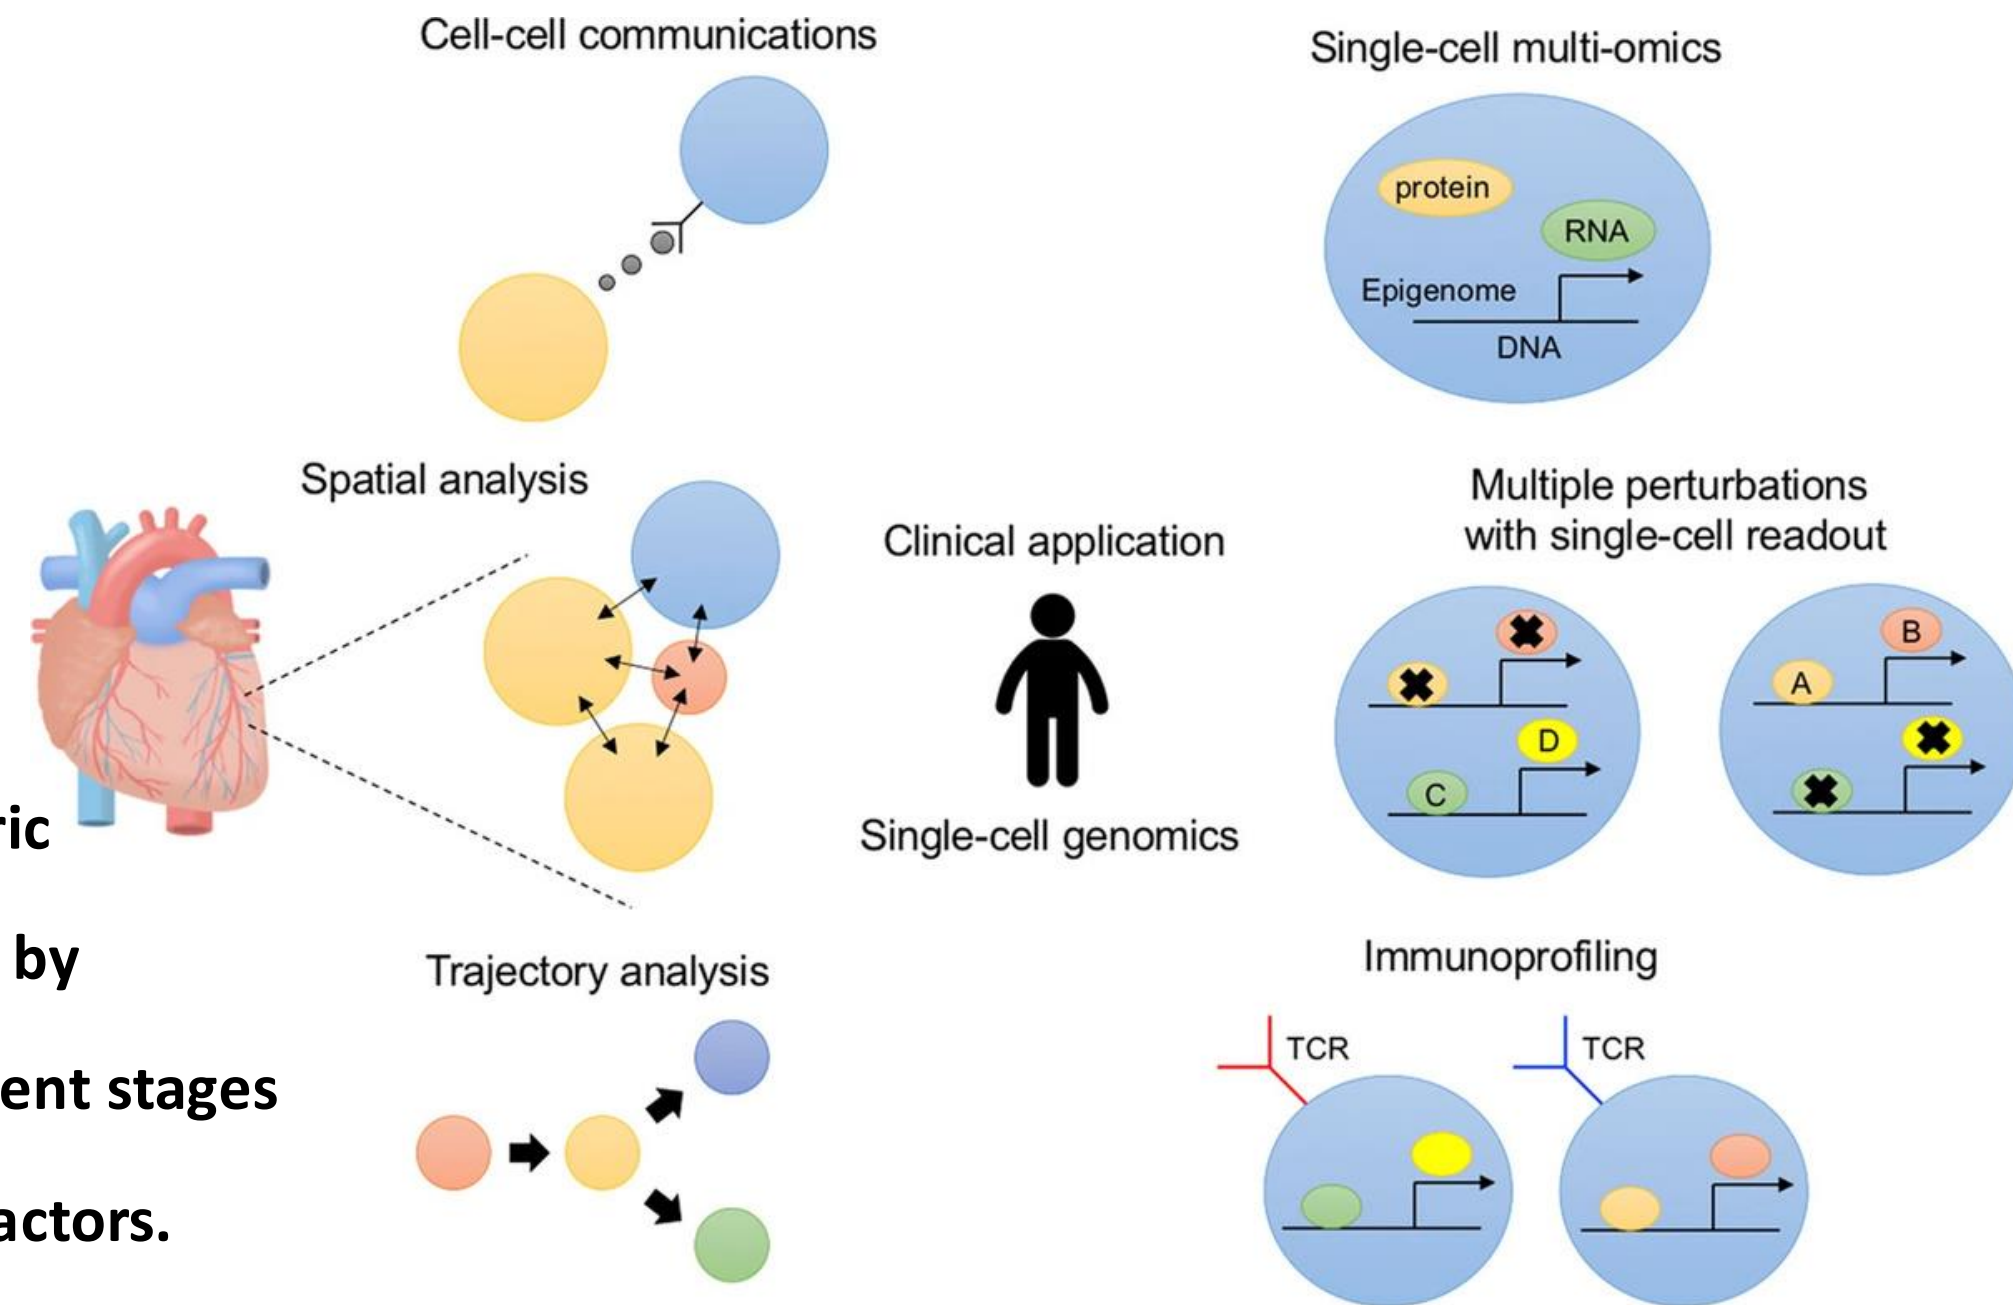 Cell-cell communications
Single-cell multi-omics
protein
RNA
Epigenome
DNA
Spatial analysis
Clinical application
Single-cell genomics
Multiple perturbations
with single-cell readout
D
C
B
A
ric
by
ent stages
actors.
Trajectory analysis
Immunoprofiling
TCR
TCR